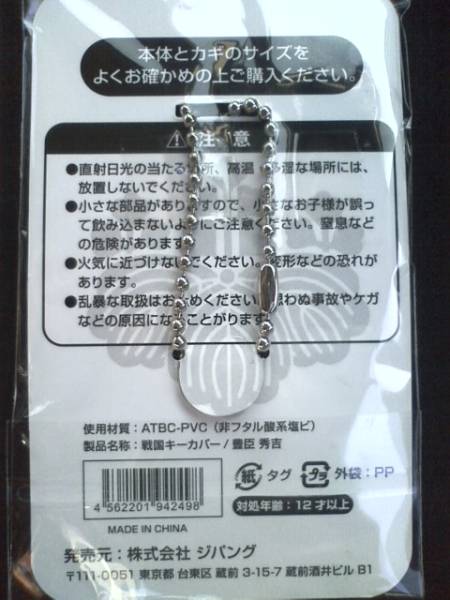 本体とカギのサイズを
よくお確かめの上ご購入ください。
注意
●直射日光の当たる 所、高温 湿な場所には、
放置しないでください。
●小さな部品がありますので、小さなお子様が誤っ
て飲み込まないようにご注意ください。窒息など
の危険があります。
●火気に近づけないでください。変形などの恐れが
あります。
●乱暴な取扱はおやめください。思わぬ事故やケガ
などの原因になることがります。
使用材質：ATBC-PVC（非フタル酸系塩ビ）
製品名称：戦国キーカバー/豊臣 秀吉
4 562201 942498
MADE IN CHINA
紙 タグ プラ 外袋：PP
対処年齢：12才以上
発売元：株式会社 ジパング
〒111-0051 東京都 台東区 蔵前 3-15-7 蔵前酒井ビル B1